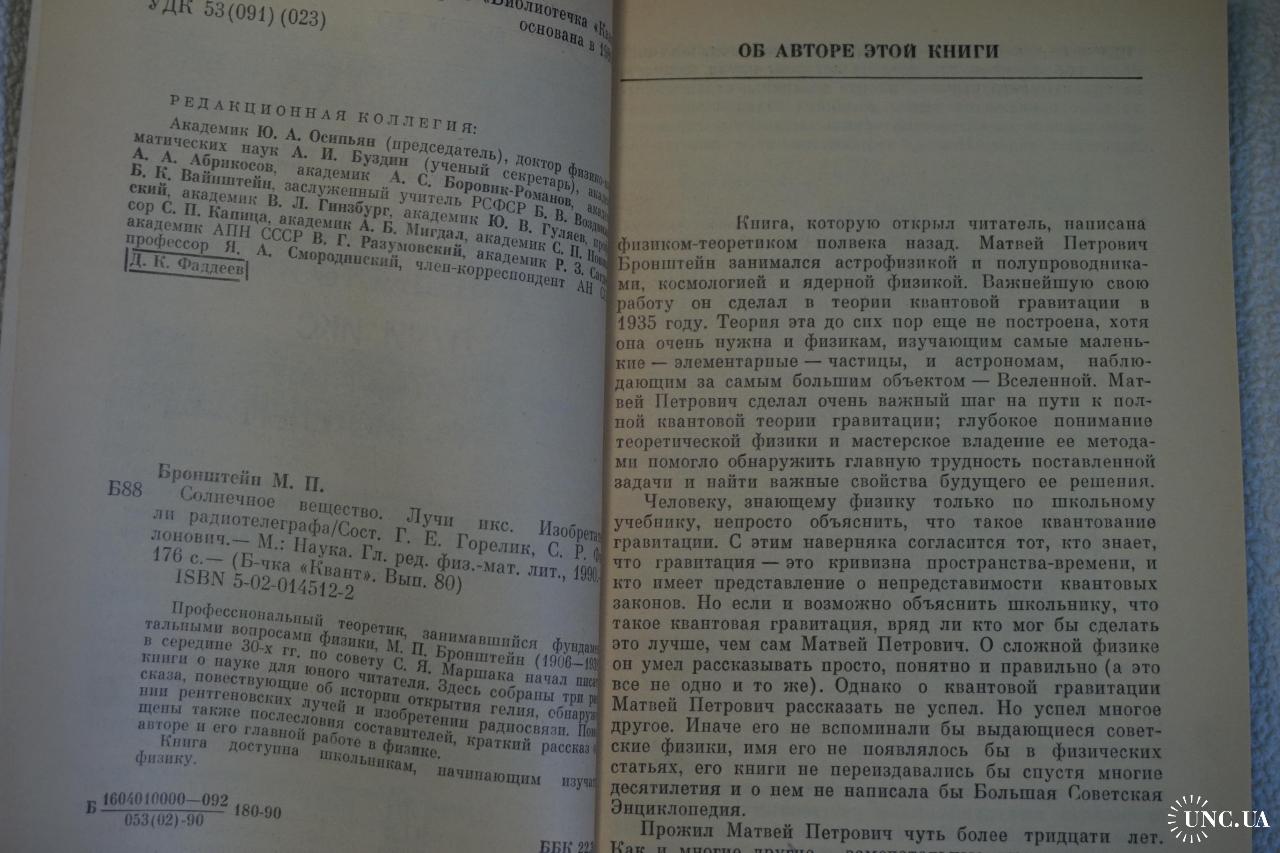 УДК 53(091)(023)
«Библиотечка
основана в
РЕДАКЦИОННАЯ КОЛЛЕГИЯ:
Академик Ю. А. Осипьян (председатель), доктор физико-
матических наук А. И. Буздин (ученый секретарь),
А. А. Абрикосов, академик А. С. Боровик-Романов,
Б. К. Вайнштейн, заслуженный учитель РСФСР Б. В.
ский, академик В. Л. Гинзбург, академик Ю. В. Гуляев,
сор С. П. Капица, академик А. Б. Мигдал, академик С. П.
академик АПН СССР В. Г. Разумовский, академик Р. З.
профессор Я. А. Смородинский, член-корреспондент АН
Д. К. Фаддеев
Бронштейн М. П.
Б88
Солнечное вещество. Лучи икс. Изобрета-
ли радиотелеграфа/Сост. Г. Е. Горелик, С. Р.
лонович.— М.: Наука. Гл. ред. физ.-мат. лит., 1990.
176 с.— (Б-чка «Квант». Вып. 80)
ISBN 5-02-014512-2
Профессиональный теоретик, занимавшийся фундаме
тальными вопросами физики, М. П. Бронштейн (1906—
в середине 30-х гг. по совету С. Я. Маршака начал
книги о науке для юного читателя. Здесь собраны три
сказа, повествующие об истории открытия гелия,
нии рентгеновских лучей и изобретении радиосвязи.
щены также послесловия составителей, краткий рассказ
авторе и его главной работе в физике.
Книга доступна школьникам, начинающим
физику.
Б 1604010000—092 180-90
053(02)-90
ББК
ОБ АВТОРЕ ЭТОЙ КНИГИ
Книга, которую открыл читатель, написана
физиком-теоретиком полвека назад. Матвей Петрович
Бронштейн занимался астрофизикой и полупроводника-
ми, космологией и ядерной физикой. Важнейшую свою
работу он сделал в теории квантовой гравитации в
1935 году. Теория эта до сих пор еще не построена, хотя
она очень нужна и физикам, изучающим самые малень-
кие — элементарные — частицы, и астрономам, наблю-
дающим за самым большим объектом — Вселенной. Мат-
вей Петрович сделал очень важный шаг на пути к пол-
ной квантовой теории гравитации; глубокое понимание
теоретической физики и мастерское владение ее метода-
ми помогло обнаружить главную трудность поставленной
задачи и найти важные свойства будущего ее решения.
Человеку, знающему физику только по школьному
учебнику, непросто объяснить, что такое квантование
гравитации. С этим наверняка согласится тот, кто знает,
что гравитация — это кривизна пространства-времени, и
кто имеет представление о непредставимости квантовых
законов. Но если и возможно объяснить школьнику, что
такое квантовая гравитация, вряд ли кто мог бы сделать
это лучше, чем сам Матвей Петрович. О сложной физике
он умел рассказывать просто, понятно и правильно (а это
все не одно и то же). Однако о квантовой гравитации
Матвей Петрович рассказать не успел. Но успел многое
другое. Иначе его не вспоминали бы выдающиеся совет-
ские физики, имя его не появлялось бы в физических
статьях, его книги не переиздавались бы спустя многие
десятилетия и о нем не написала бы Большая Советская
Энциклопедия.
Прожил Матвей Петрович чуть более тридцати лет.
Как и многие другие
UNC.UA